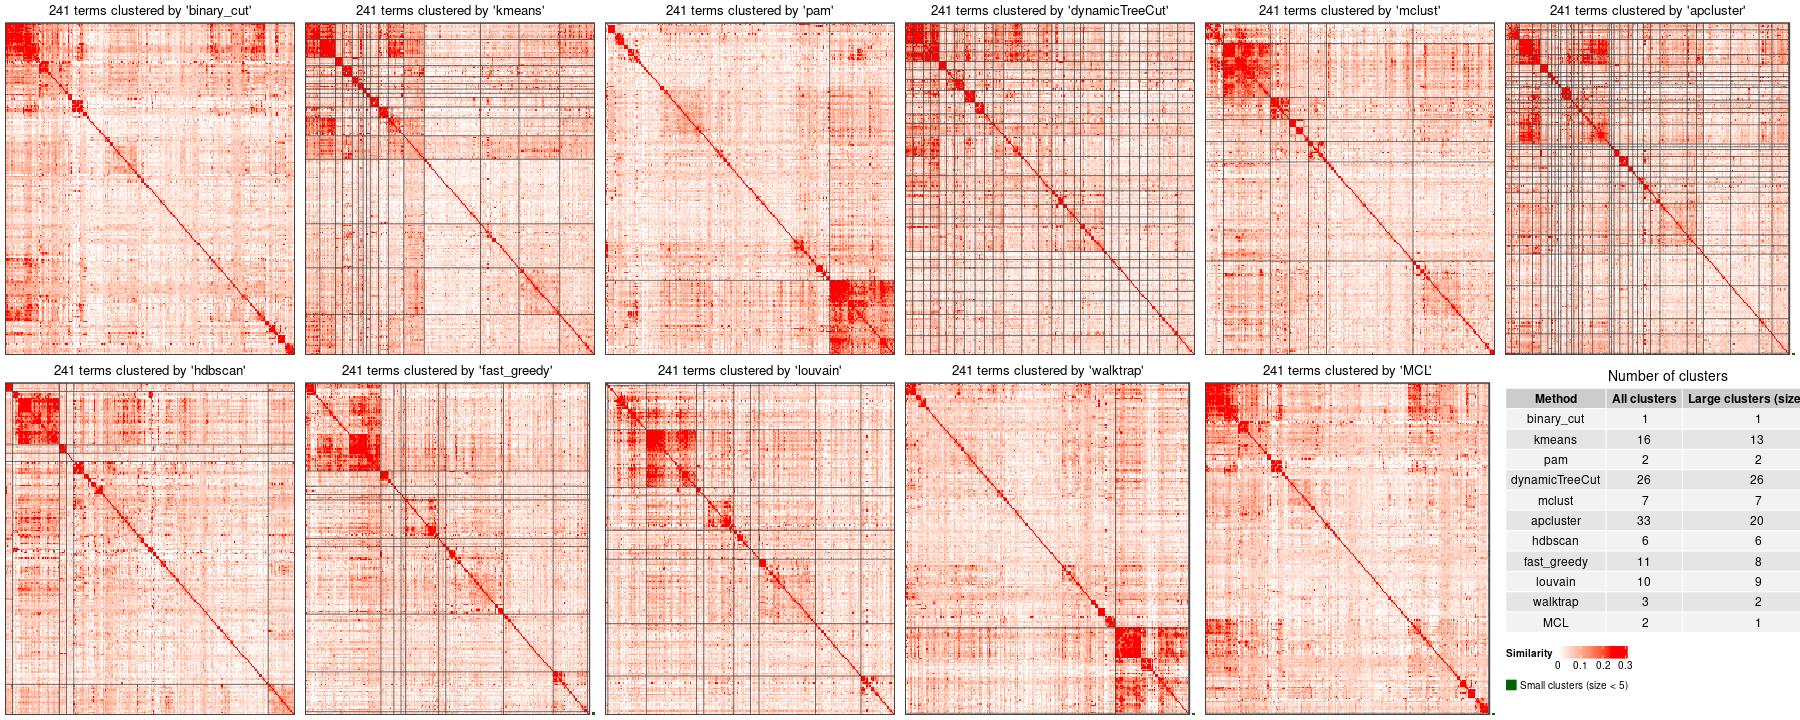 241 terms clustered by 'binary_cut'
241 terms clustered by 'kmeans'
241 terms clustered by 'pam'
241 terms clustered by 'dynamicTreeCut'
241 terms clustered by 'mclust'
241 terms clustered by 'apcluster'
241 terms clustered by 'hdbscan'
241 terms clustered by 'fast_greedy'
241 terms clustered by 'louvain'
241 terms clustered by 'walktrap'
241 terms clustered by 'MCL'
Number of clusters
Method All clusters Large clusters (size
binary_cut 1 1
kmeans 16 13
pam 2 2
dynamicTreeCut 26 26
mclust 7 7
apcluster 33 20
hdbscan 6 6
fast_greedy 11 8
louvain 10 9
walktrap 3 2
MCL 2 1
Similarity
0 0.1 0.2 0.3
Small clusters (size < 5)